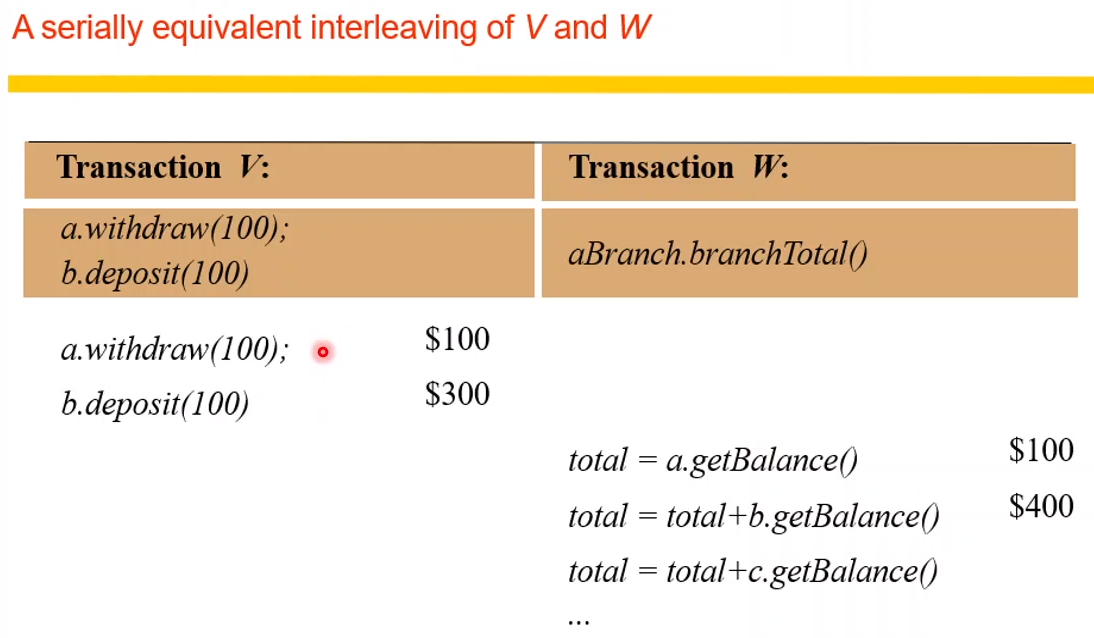 A serially equivalent interleaving of V and W
Transaction V:
Transaction W:
a.withdraw(100);
b.deposit(100)
aBranch.branchTotal()
a.withdraw(100);
$100
b.deposit(100)
$300
total = a.getBalance()
$100
total = total+b.getBalance()
$400
total = total+c.getBalance()
...